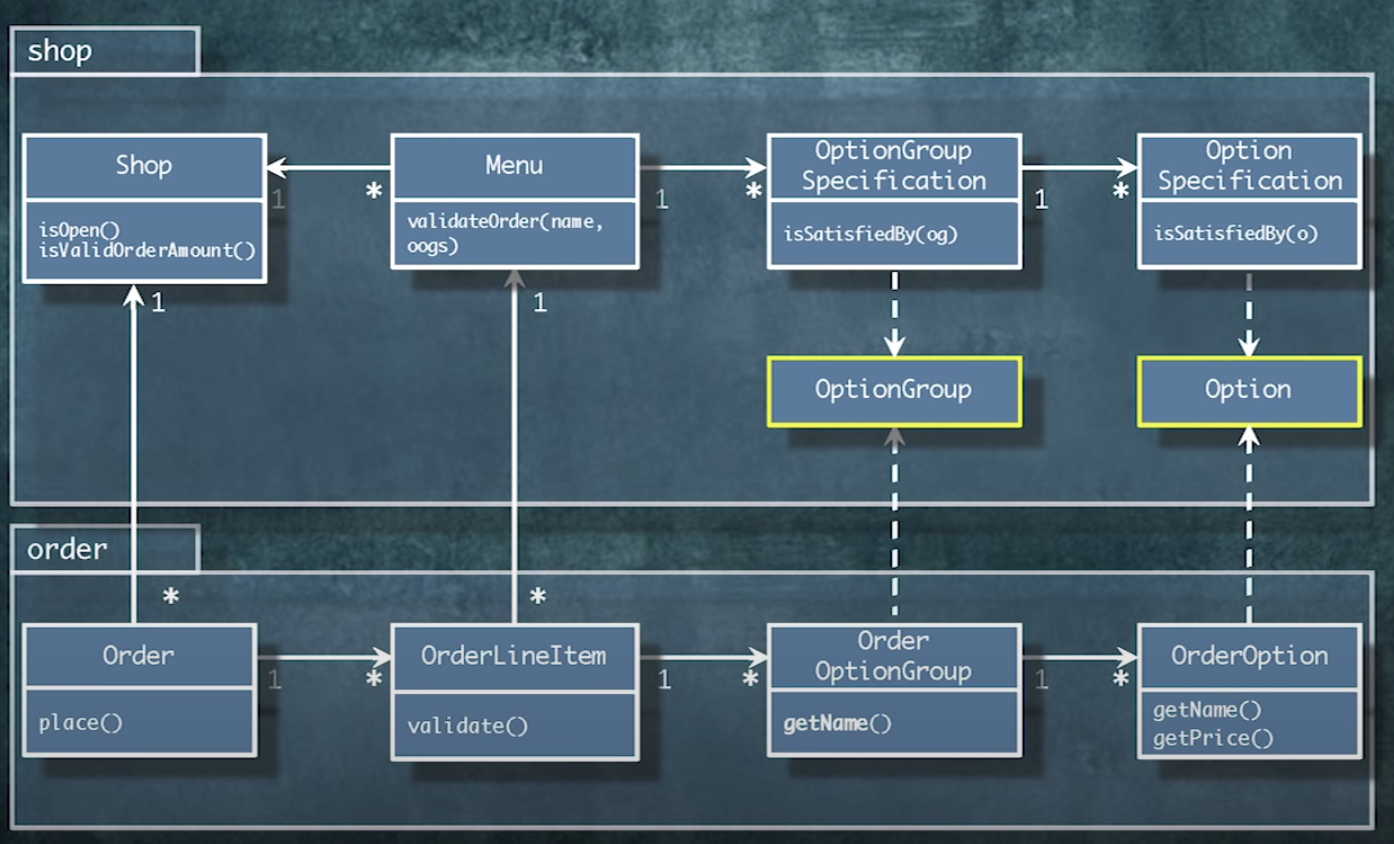 shop
Shop
isOpen()
isValidOrderAmount()
1
*
Menu
validateOrder(name,
oogs)
1
*
OptionGroup
Specification
isSatisfiedBy(og)
1
*
Option
Specification
isSatisfiedBy(o)
1
1
OptionGroup
Option
order
*
*
Order
place()
1
*
OrderLineItem
validate()
1
*
Order
OptionGroup
getName()
1
*
OrderOption
getName()
getPrice()